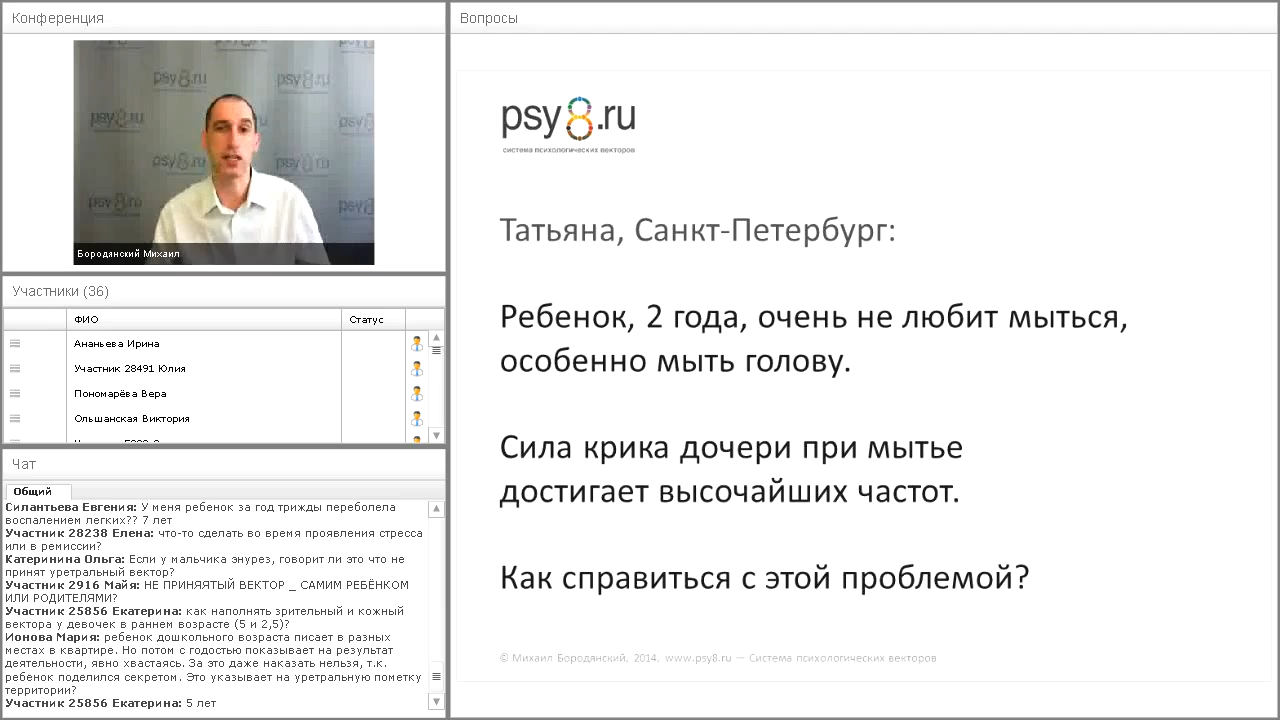 Конференция
Бородянский Михаил
Участники (36)
ФИО
Статус
Ананьева Ирина
Участник 28491 Юлия
Пономарёва Вера
Ольшанская Виктория
Чат
Общий
Силантьева Евгения: У меня ребенок за год трижды переболела
воспалением легких?? 7 лет
Участник 28238 Елена: что-то сделать во время проявления стресса
или в ремиссии?
Катеринина Ольга: Если у мальчика энурез, говорит ли это что не
принят уретральный вектор?
Участник 2916 Майя: НЕ ПРИНЯЯТЫЙ ВЕКТОР _ САМИМ РЕБЁНКОМ
ИЛИ РОДИТЕЛЯМИ?
Участник 25856 Екатерина: как наполнять зрительный и кожный
вектора у девочек в раннем возрасте (5 и 2,5)?
Ионова Мария: ребенок дошкольного возраста писает в разных
местах в квартире. Но потом с гоdостью показывает на результат
деятельности, явно хвастаясь. За это даже наказать нельзя, т.к.
ребенок поделился секретом. Это указывает на уретральную пометку
территории?
Участник 25856 Екатерина: 5 лет
Вопросы
psy8.ru
система психологических векторов
Татьяна, Санкт-Петербург:
Ребенок, 2 года, очень не любит мыться,
особенно мыть голову.
Сила крика дочери при мытье
достигает высочайших частот.
Как справиться с этой проблемой?
© Михаил Бородянский, 2014, www.psy8.ru — Система психологических векторов